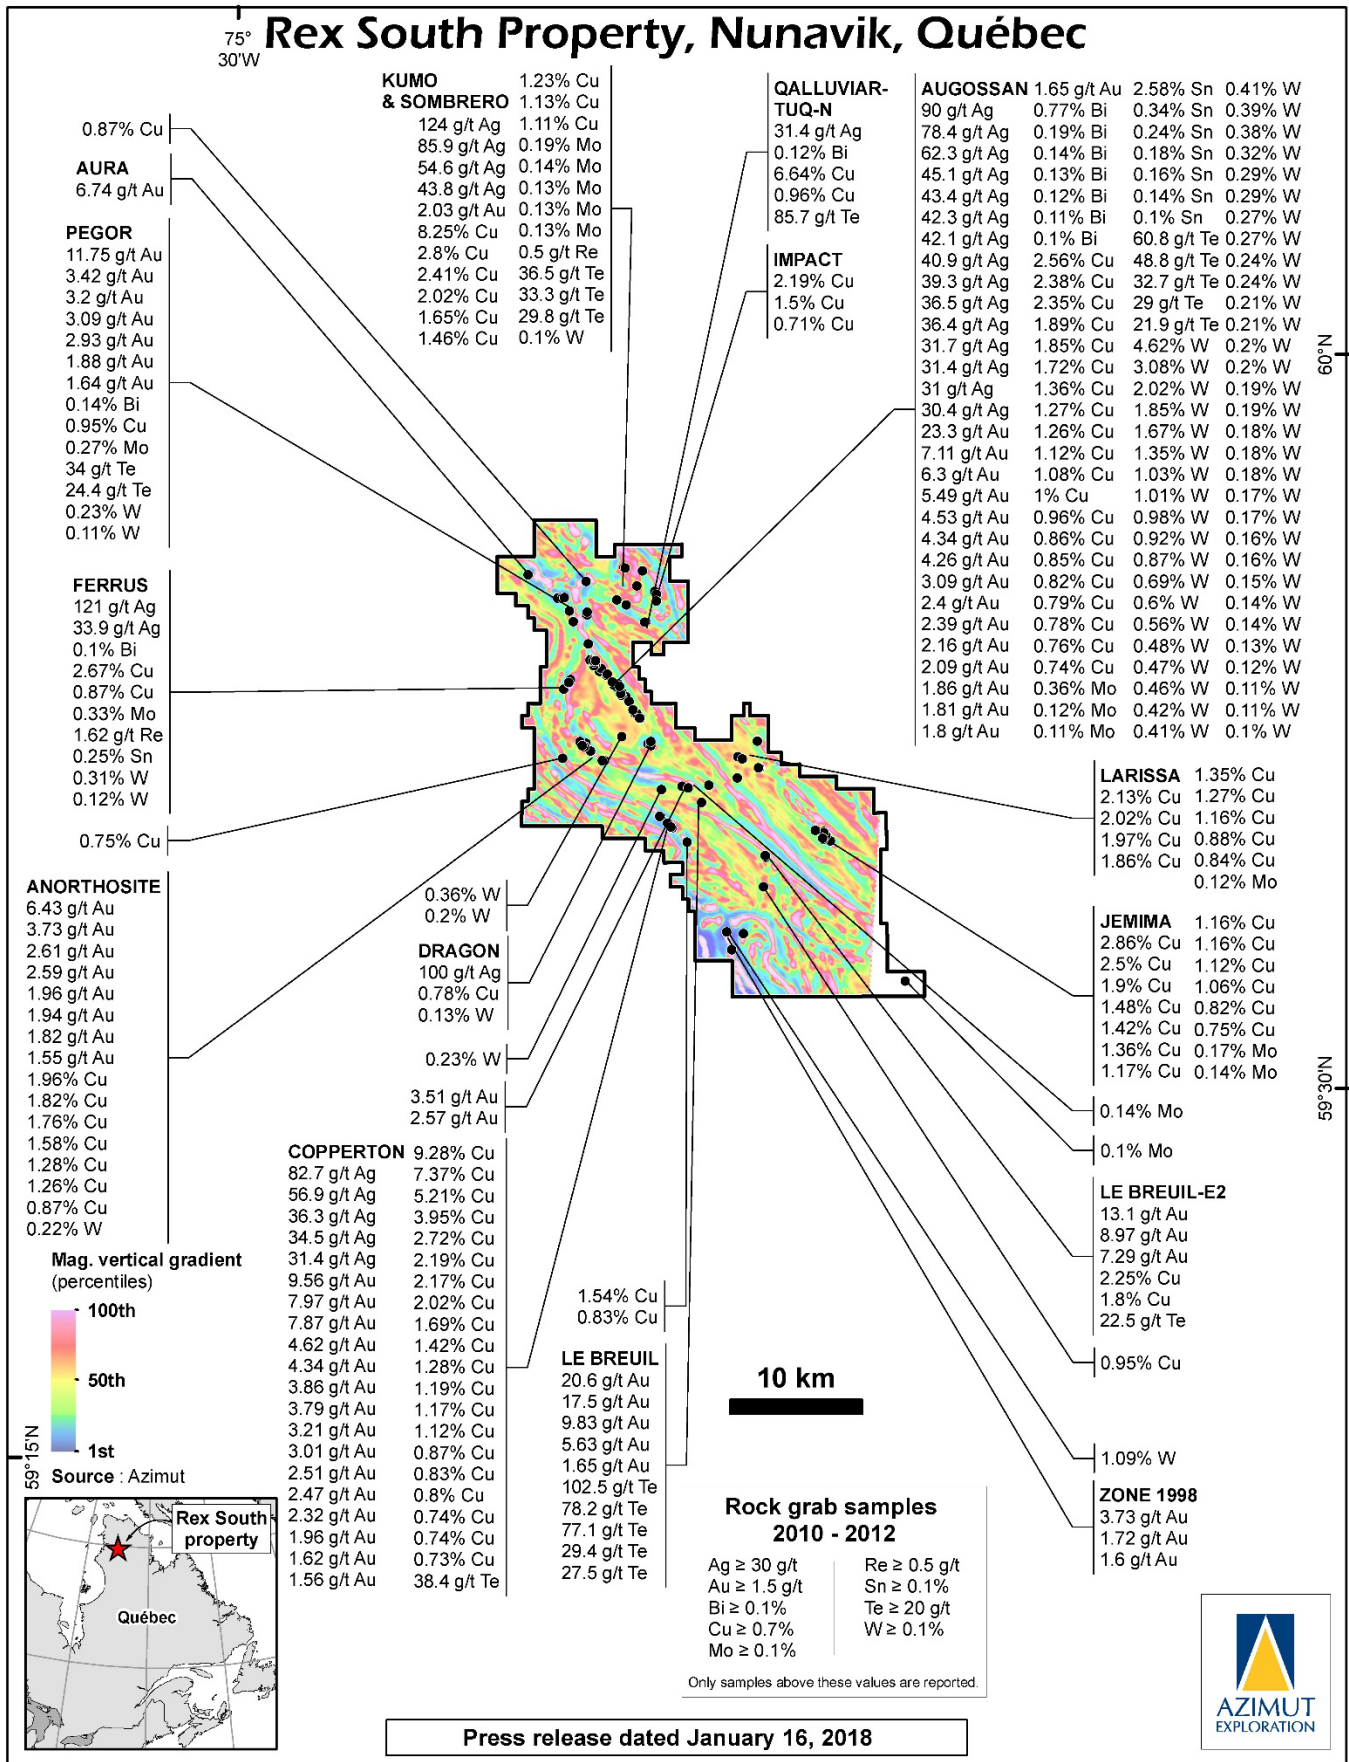 Rex South Property, Nunavik, Québec
75°
30'W
0.87% Cu
AURA
6.74 g/t Au
PEGOR
11.75 g/t Au
3.42 g/t Au
3.2 g/t Au
3.09 g/t Au
2.93 g/t Au
1.88 g/t Au
1.64 g/t Au
0.14% Bi
0.95% Cu
0.27% Mo
34 g/t Te
24.4 g/t Te
0.23% W
0.11% W
FERRUS
121 g/t Ag
33.9 g/t Ag
0.1% Bi
2.67% Cu
0.87% Cu
0.33% Mo
1.62 g/t Re
0.25% Sn
0.31% W
0.12% W
0.75% Cu
ANORTHOSITE
6.43 g/t Au
3.73 g/t Au
2.61 g/t Au
2.59 g/t Au
1.96 g/t Au
1.94 g/t Au
1.82 g/t Au
1.55 g/t Au
1.96% Cu
1.82% Cu
1.76% Cu
1.58% Cu
1.28% Cu
1.26% Cu
0.87% Cu
0.22% W
KUMO 1.23% Cu
& SOMBRERO 1.13% Cu
124 g/t Ag 1.11% Cu
85.9 g/t Ag 0.19% Mo
54.6 g/t Ag 0.14% Mo
43.8 g/t Ag 0.13% Mo
2.03 g/t Au 0.13% Mo
8.25% Cu 0.13% Mo
2.8% Cu 0.5 g/t Re
2.41% Cu 36.5 g/t Te
2.02% Cu 33.3 g/t Te
1.65% Cu 29.8 g/t Te
1.46% Cu 0.1% W
QALLUVIAR-
TUQ-N
31.4 g/t Ag
0.12% Bi
6.64% Cu
0.96% Cu
85.7 g/t Te
IMPACT
2.19% Cu
1.5% Cu
0.71% Cu
AUGOSSAN 1.65 g/t Au 2.58% Sn 0.41% W
90 g/t Ag 0.77% Bi 0.34% Sn 0.39% W
78.4 g/t Ag 0.19% Bi 0.24% Sn 0.38% W
62.3 g/t Ag 0.14% Bi 0.18% Sn 0.32% W
45.1 g/t Ag 0.13% Bi 0.16% Sn 0.29% W
43.4 g/t Ag 0.12% Bi 0.14% Sn 0.29% W
42.3 g/t Ag 0.11% Bi 0.1% Sn 0.27% W
42.1 g/t Ag 0.1% Bi 60.8 g/t Te 0.27% W
40.9 g/t Ag 2.56% Cu 48.8 g/t Te 0.24% W
39.3 g/t Ag 2.38% Cu 32.7 g/t Te 0.24% W
36.5 g/t Ag 2.35% Cu 29 g/t Te 0.21% W
36.4 g/t Ag 1.89% Cu 21.9 g/t Te 0.21% W
31.7 g/t Ag 1.85% Cu 4.62% W 0.2% W
31.4 g/t Ag 1.72% Cu 3.08% W 0.2% W
31 g/t Ag 1.36% Cu 2.02% W 0.19% W
30.4 g/t Ag 1.27% Cu 1.85% W 0.19% W
23.3 g/t Au 1.26% Cu 1.67% W 0.18% W
7.11 g/t Au 1.12% Cu 1.35% W 0.18% W
6.3 g/t Au 1.08% Cu 1.03% W 0.18% W
5.49 g/t Au 1% Cu 1.01% W 0.17% W
4.53 g/t Au 0.96% Cu 0.98% W 0.17% W
4.34 g/t Au 0.86% Cu 0.92% W 0.16% W
4.26 g/t Au 0.85% Cu 0.87% W 0.16% W
3.09 g/t Au 0.82% Cu 0.69% W 0.15% W
2.4 g/t Au 0.79% Cu 0.6% W 0.14% W
2.39 g/t Au 0.78% Cu 0.56% W 0.14% W
2.16 g/t Au 0.76% Cu 0.48% W 0.13% W
2.09 g/t Au 0.74% Cu 0.47% W 0.12% W
1.86 g/t Au 0.36% Mo 0.46% W 0.11% W
1.81 g/t Au 0.12% Mo 0.42% W 0.11% W
1.8 g/t Au 0.11% Mo 0.41% W 0.1% W
60°N
LARISSA 1.35% Cu
2.13% Cu 1.27% Cu
2.02% Cu 1.16% Cu
1.97% Cu 0.88% Cu
1.86% Cu 0.84% Cu
0.12% Mo
JEMIMA 1.16% Cu
2.86% Cu 1.16% Cu
2.5% Cu 1.12% Cu
1.9% Cu 1.06% Cu
1.48% Cu 0.82% Cu
1.42% Cu 0.75% Cu
1.36% Cu 0.17% Mo
1.17% Cu 0.14% Mo
59°30'N
0.14% Mo
0.1% Mo
LE BREUIL-E2
13.1 g/t Au
8.97 g/t Au
7.29 g/t Au
2.25% Cu
1.8% Cu
22.5 g/t Te
0.95% Cu
1.09% W
ZONE 1998
3.73 g/t Au
1.72 g/t Au
1.6 g/t Au
0.36% W
0.2% W
DRAGON
100 g/t Ag
0.78% Cu
0.13% W
0.23% W
3.51 g/t Au
2.57 g/t Au
COPPERTON 9.28% Cu
82.7 g/t Ag 7.37% Cu
56.9 g/t Ag 5.21% Cu
36.3 g/t Ag 3.95% Cu
34.5 g/t Ag 2.72% Cu
31.4 g/t Ag 2.19% Cu
9.56 g/t Au 2.17% Cu
7.97 g/t Au 2.02% Cu
7.87 g/t Au 1.69% Cu
4.62 g/t Au 1.42% Cu
4.34 g/t Au 1.28% Cu
3.86 g/t Au 1.19% Cu
3.79 g/t Au 1.17% Cu
3.21 g/t Au 1.12% Cu
3.01 g/t Au 0.87% Cu
2.51 g/t Au 0.83% Cu
2.47 g/t Au 0.8% Cu
2.32 g/t Au 0.74% Cu
1.96 g/t Au 0.74% Cu
1.62 g/t Au 0.73% Cu
1.56 g/t Au 38.4 g/t Te
1.54% Cu
0.83% Cu
LE BREUIL
20.6 g/t Au
17.5 g/t Au
9.83 g/t Au
5.63 g/t Au
1.65 g/t Au
102.5 g/t Te
78.2 g/t Te
77.1 g/t Te
29.4 g/t Te
27.5 g/t Te
10 km
Mag. vertical gradient
(percentiles)
100th
50th
1st
Source : Azimut
59°15'N
Rex South
property
Québec
Rock grab samples
2010 - 2012
Ag ≥ 30 g/t Re ≥ 0.5 g/t
Au ≥ 1.5 g/t Sn ≥ 0.1%
Bi ≥ 0.1% Te ≥ 20 g/t
Cu ≥ 0.7% W ≥ 0.1%
Mo ≥ 0.1%
Only samples above these values are reported.
AZIMUT
EXPLORATION
Press release dated January 16, 2018